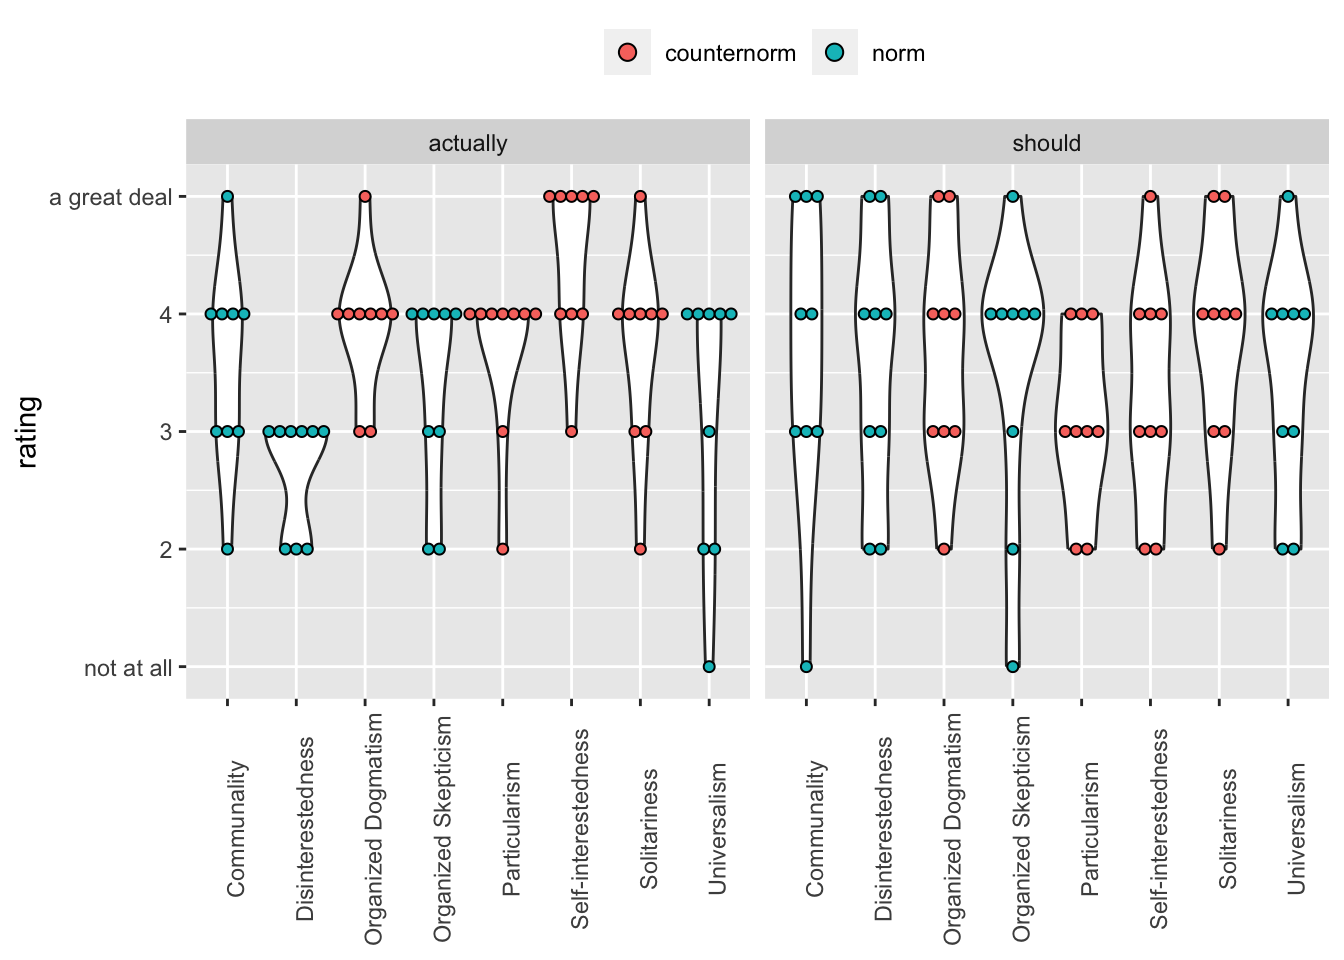 counternorm norm
actually should
rating
a great deal
4
3
2
not at all
Communality
Disinterestedness
Organized Dogmatism
Organized Skepticism
Particularism
Self-interestedness
Solitariness
Universalism
Communality
Disinterestedness
Organized Dogmatism
Organized Skepticism
Particularism
Self-interestedness
Solitariness
Universalism